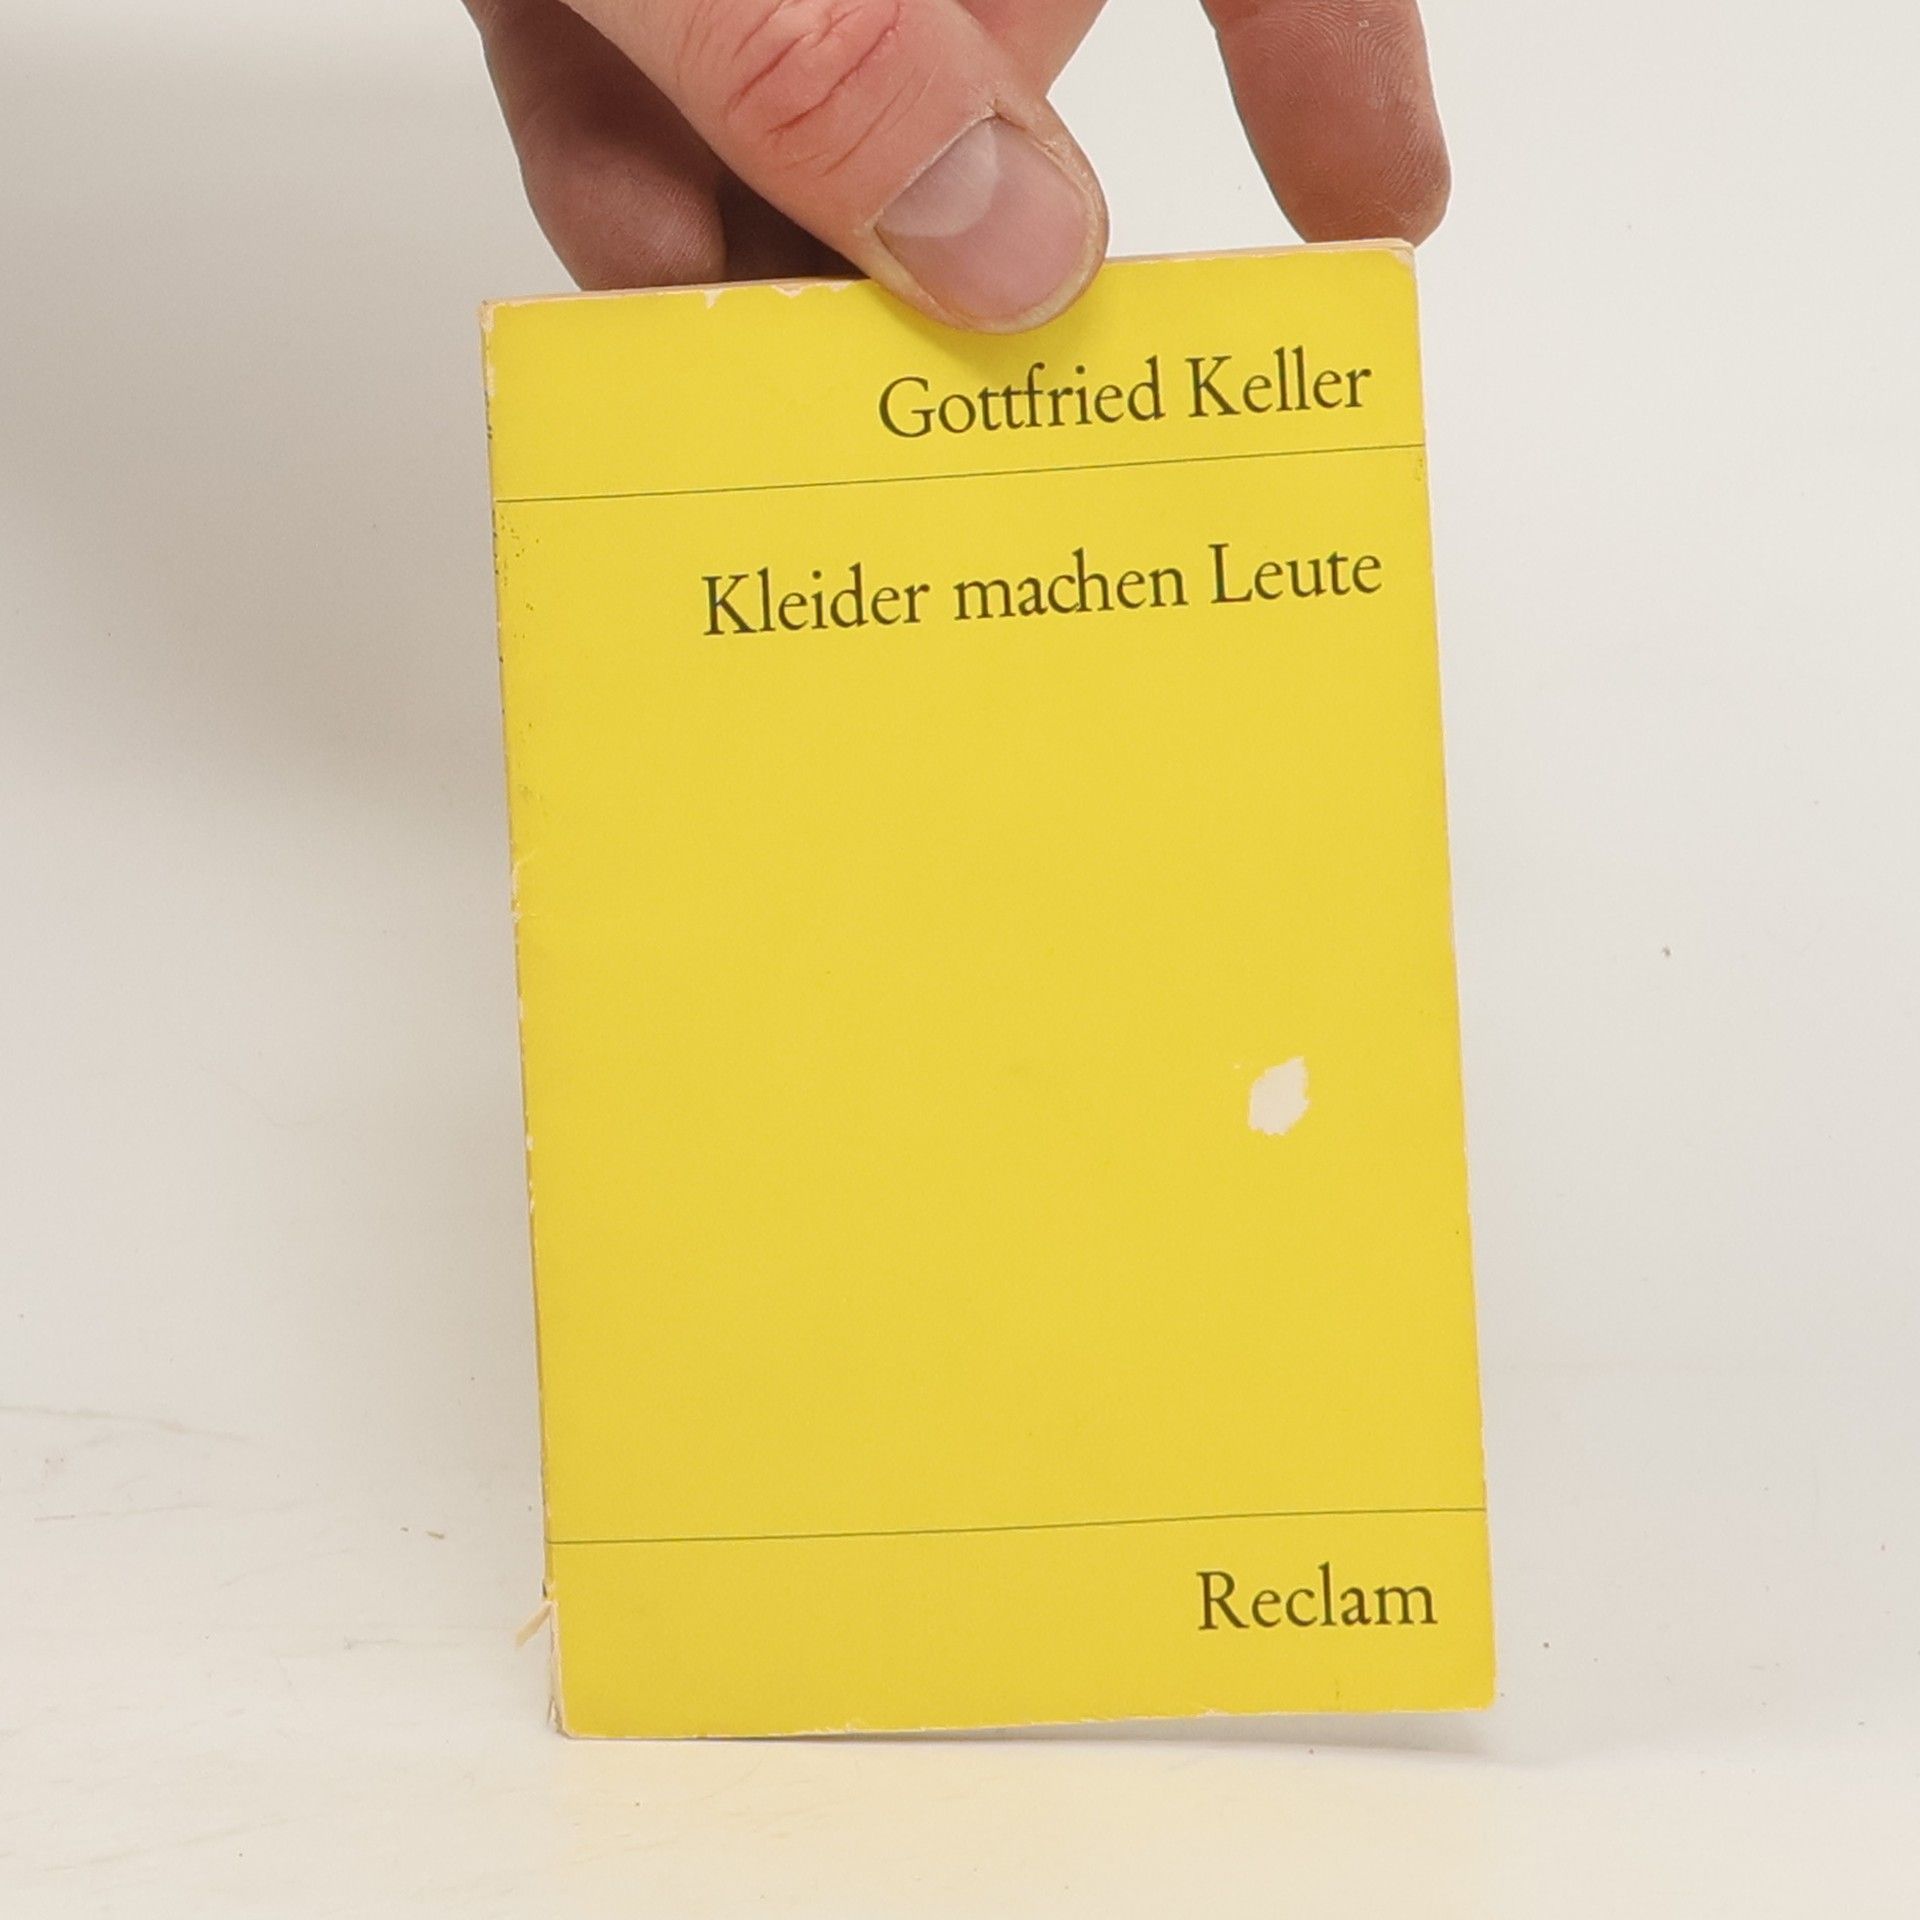 Gottfried Keller
Kleider machen Leute
Reclam